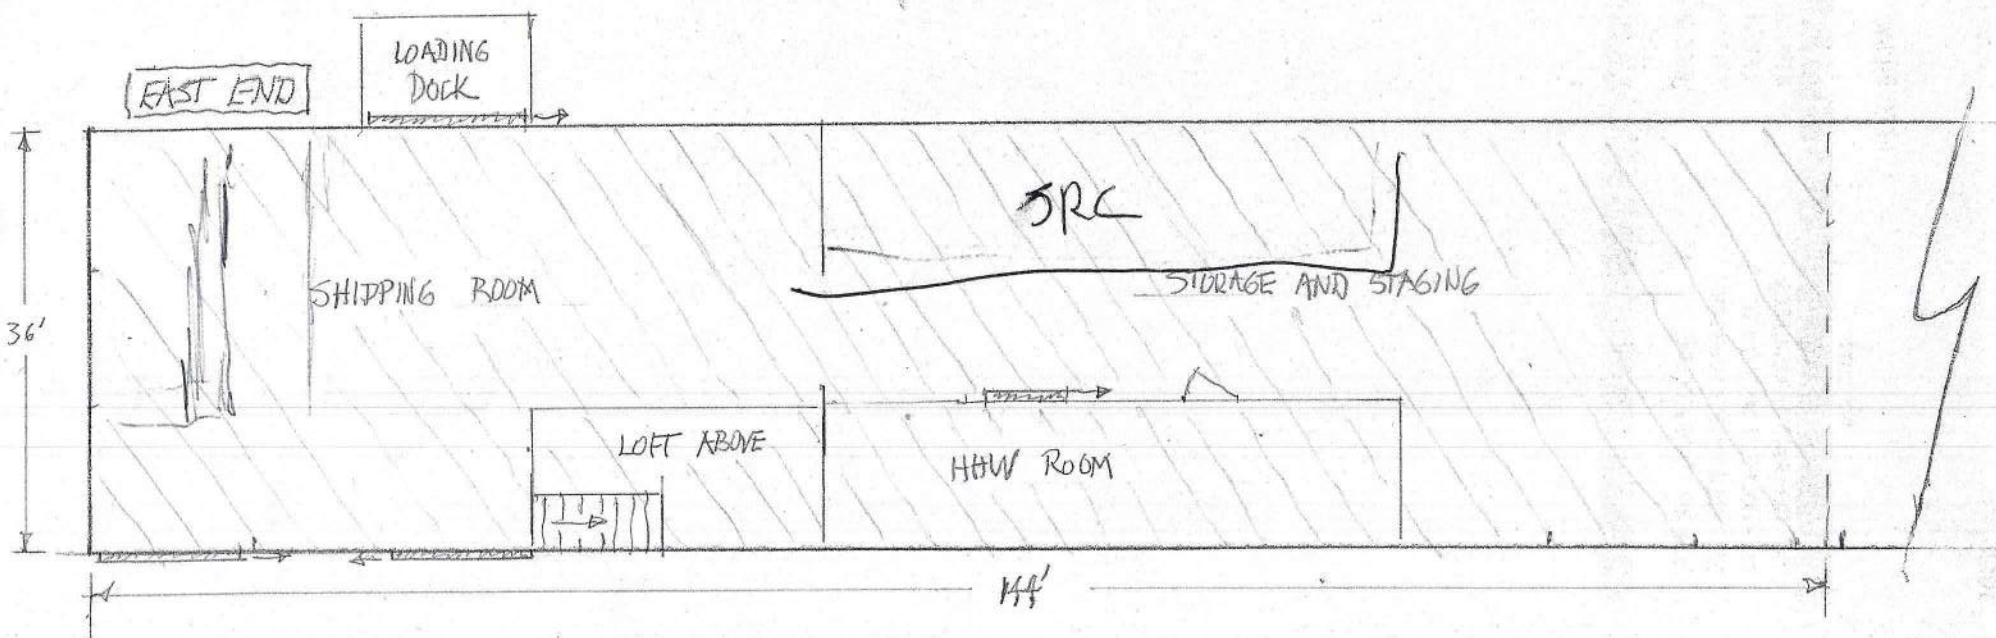 LOADING
DOCK
EAST END
SRC
SHIPPING ROOM
STORAGE AND STAGING
36'
LOFT ABOVE
HHW ROOM
144'